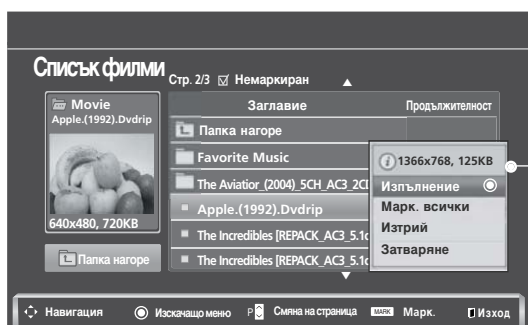 Списък филми
Стр. 2/3 Немаркиран
Movie
Apple.(1992).Dvdrip
640x480, 720KB
Папка нагоре
Заглавие Продължителност
Папка нагоре
Favorite Music
The Aviatior_(2004)_5CH_AC3_2CD
Apple.(1992).Dvdrip
The Incredibles [REPACK_AC3_5.1c
The Incredibles [REPACK_AC3_5.1c
1366x768, 125KB
Изпълнение
Марк. всички
Изтрий
Затваряне
Навигация Изскачащо меню P Смяна на страница MARK Марк. Изход